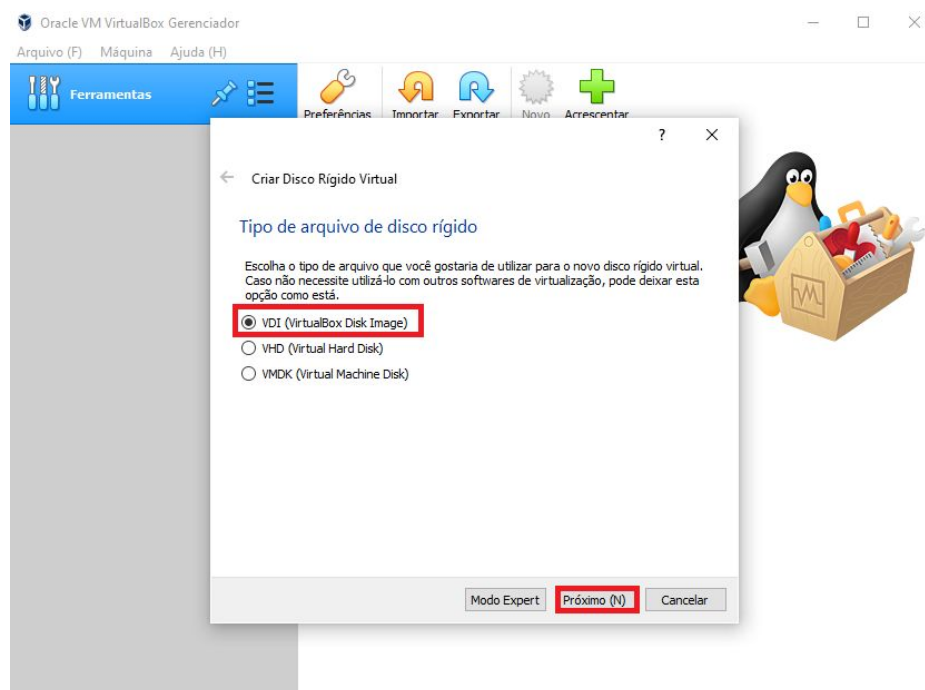 Oracle VM VirtualBox Gerenciador
Arquivo (F) Máquina Ajuda (H)
Ferramentas
Preferências Importar Exportar Novo Acrescentar
?
Criar Disco Rígido Virtual
Tipo de arquivo de disco rígido
Escolha o tipo de arquivo que você gostaria de utilizar para o novo disco rígido virtual.
Caso não necessite utilizá-lo com outros softwares de virtualização, pode deixar esta
opção como está.
VDI (VirtualBox Disk Image)
VHD (Virtual Hard Disk)
VMDK (Virtual Machine Disk)
Modo Expert Próximo (N) Cancelar